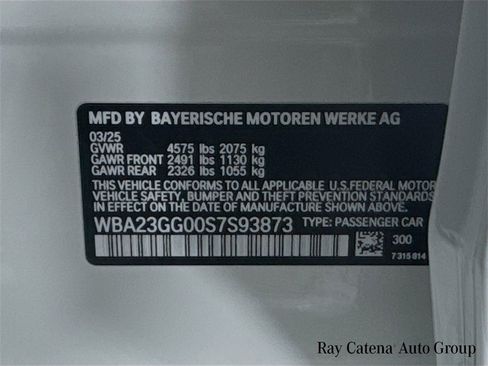 MFD BY BAYERISCHE MOTOREN WERKE AG
03/25
GVWR 4575 lbs 2075 kg
GAWR FRONT 2491 lbs 1130 kg
GAWR REAR 2326 lbs 1055 kg
THIS VEHICLE CONFORMS TO ALL APPLICABLE U.S.FEDERAL MOTOR
VEHICLE SAFETY, BUMPER, AND THEFT PREVENTION STANDARDS
IN EFFECT ON THE DATE OF MANUFACTURE SHOWN ABOVE.
WBA23GG00S7S93873 TYPE: PASSENGER CAR
300
7 315 814
Ray Catena Auto Group